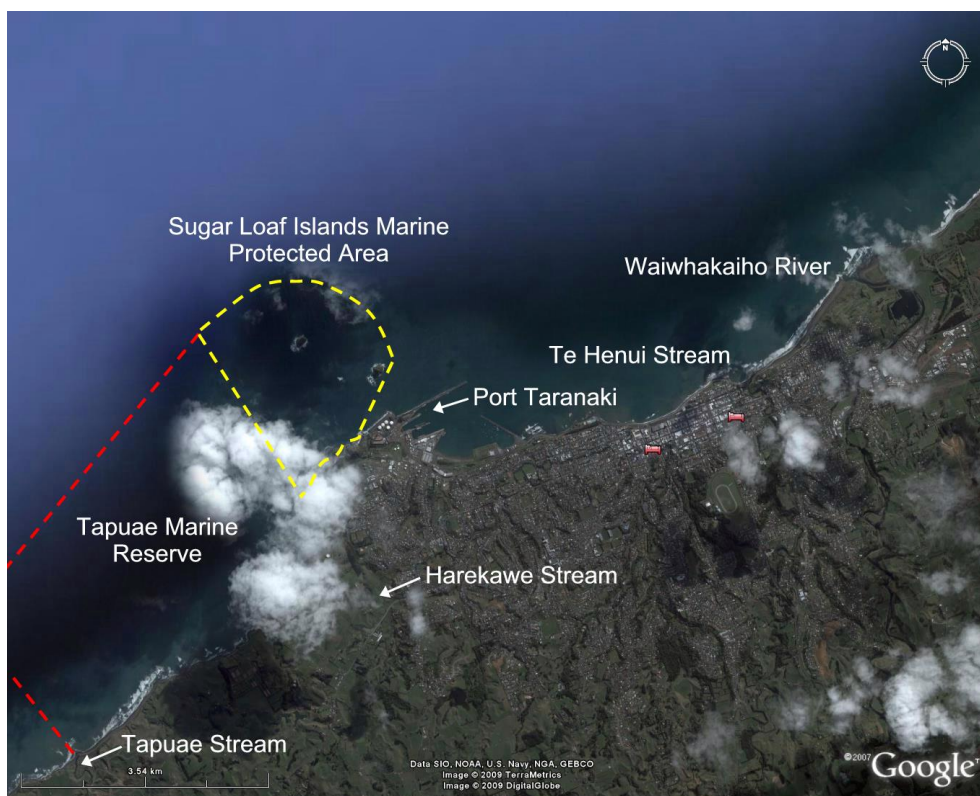 N
Sugar Loaf Islands Marine
Protected Area
Waiwhakaiho River
Te Henui Stream
Port Taranaki
Tapuae Marine
Reserve
Harekawe Stream
Tapuae Stream
3.54 km
Data SIO, NOAA, U.S. Navy, NGA, GEBCO
Image © 2009 TerraMetrics
Image © 2009 DigitalGlobe
©2007 Google™